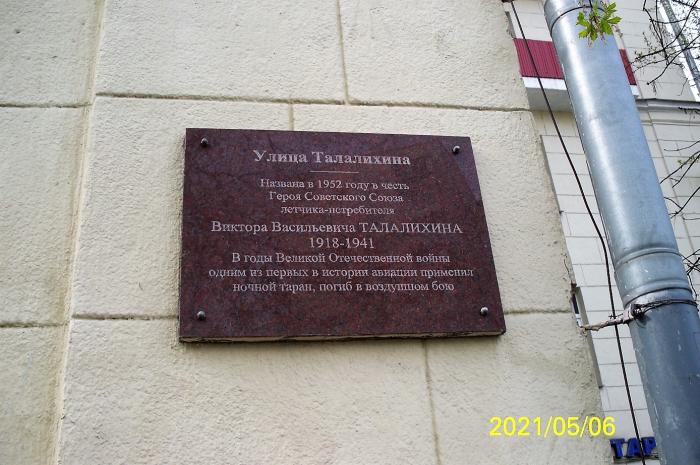 Улица Талалихина
Названа в 1952 году в честь
Героя Советского Союза
летчика-истребителя
Виктора Васильевича ТАЛАЛИХИНА
1918-1941
В годы Великой Отечественной войны
одним из первых в истории авиации применил
ночной таран, погиб в воздушном бою
2021/05/06
ТАР